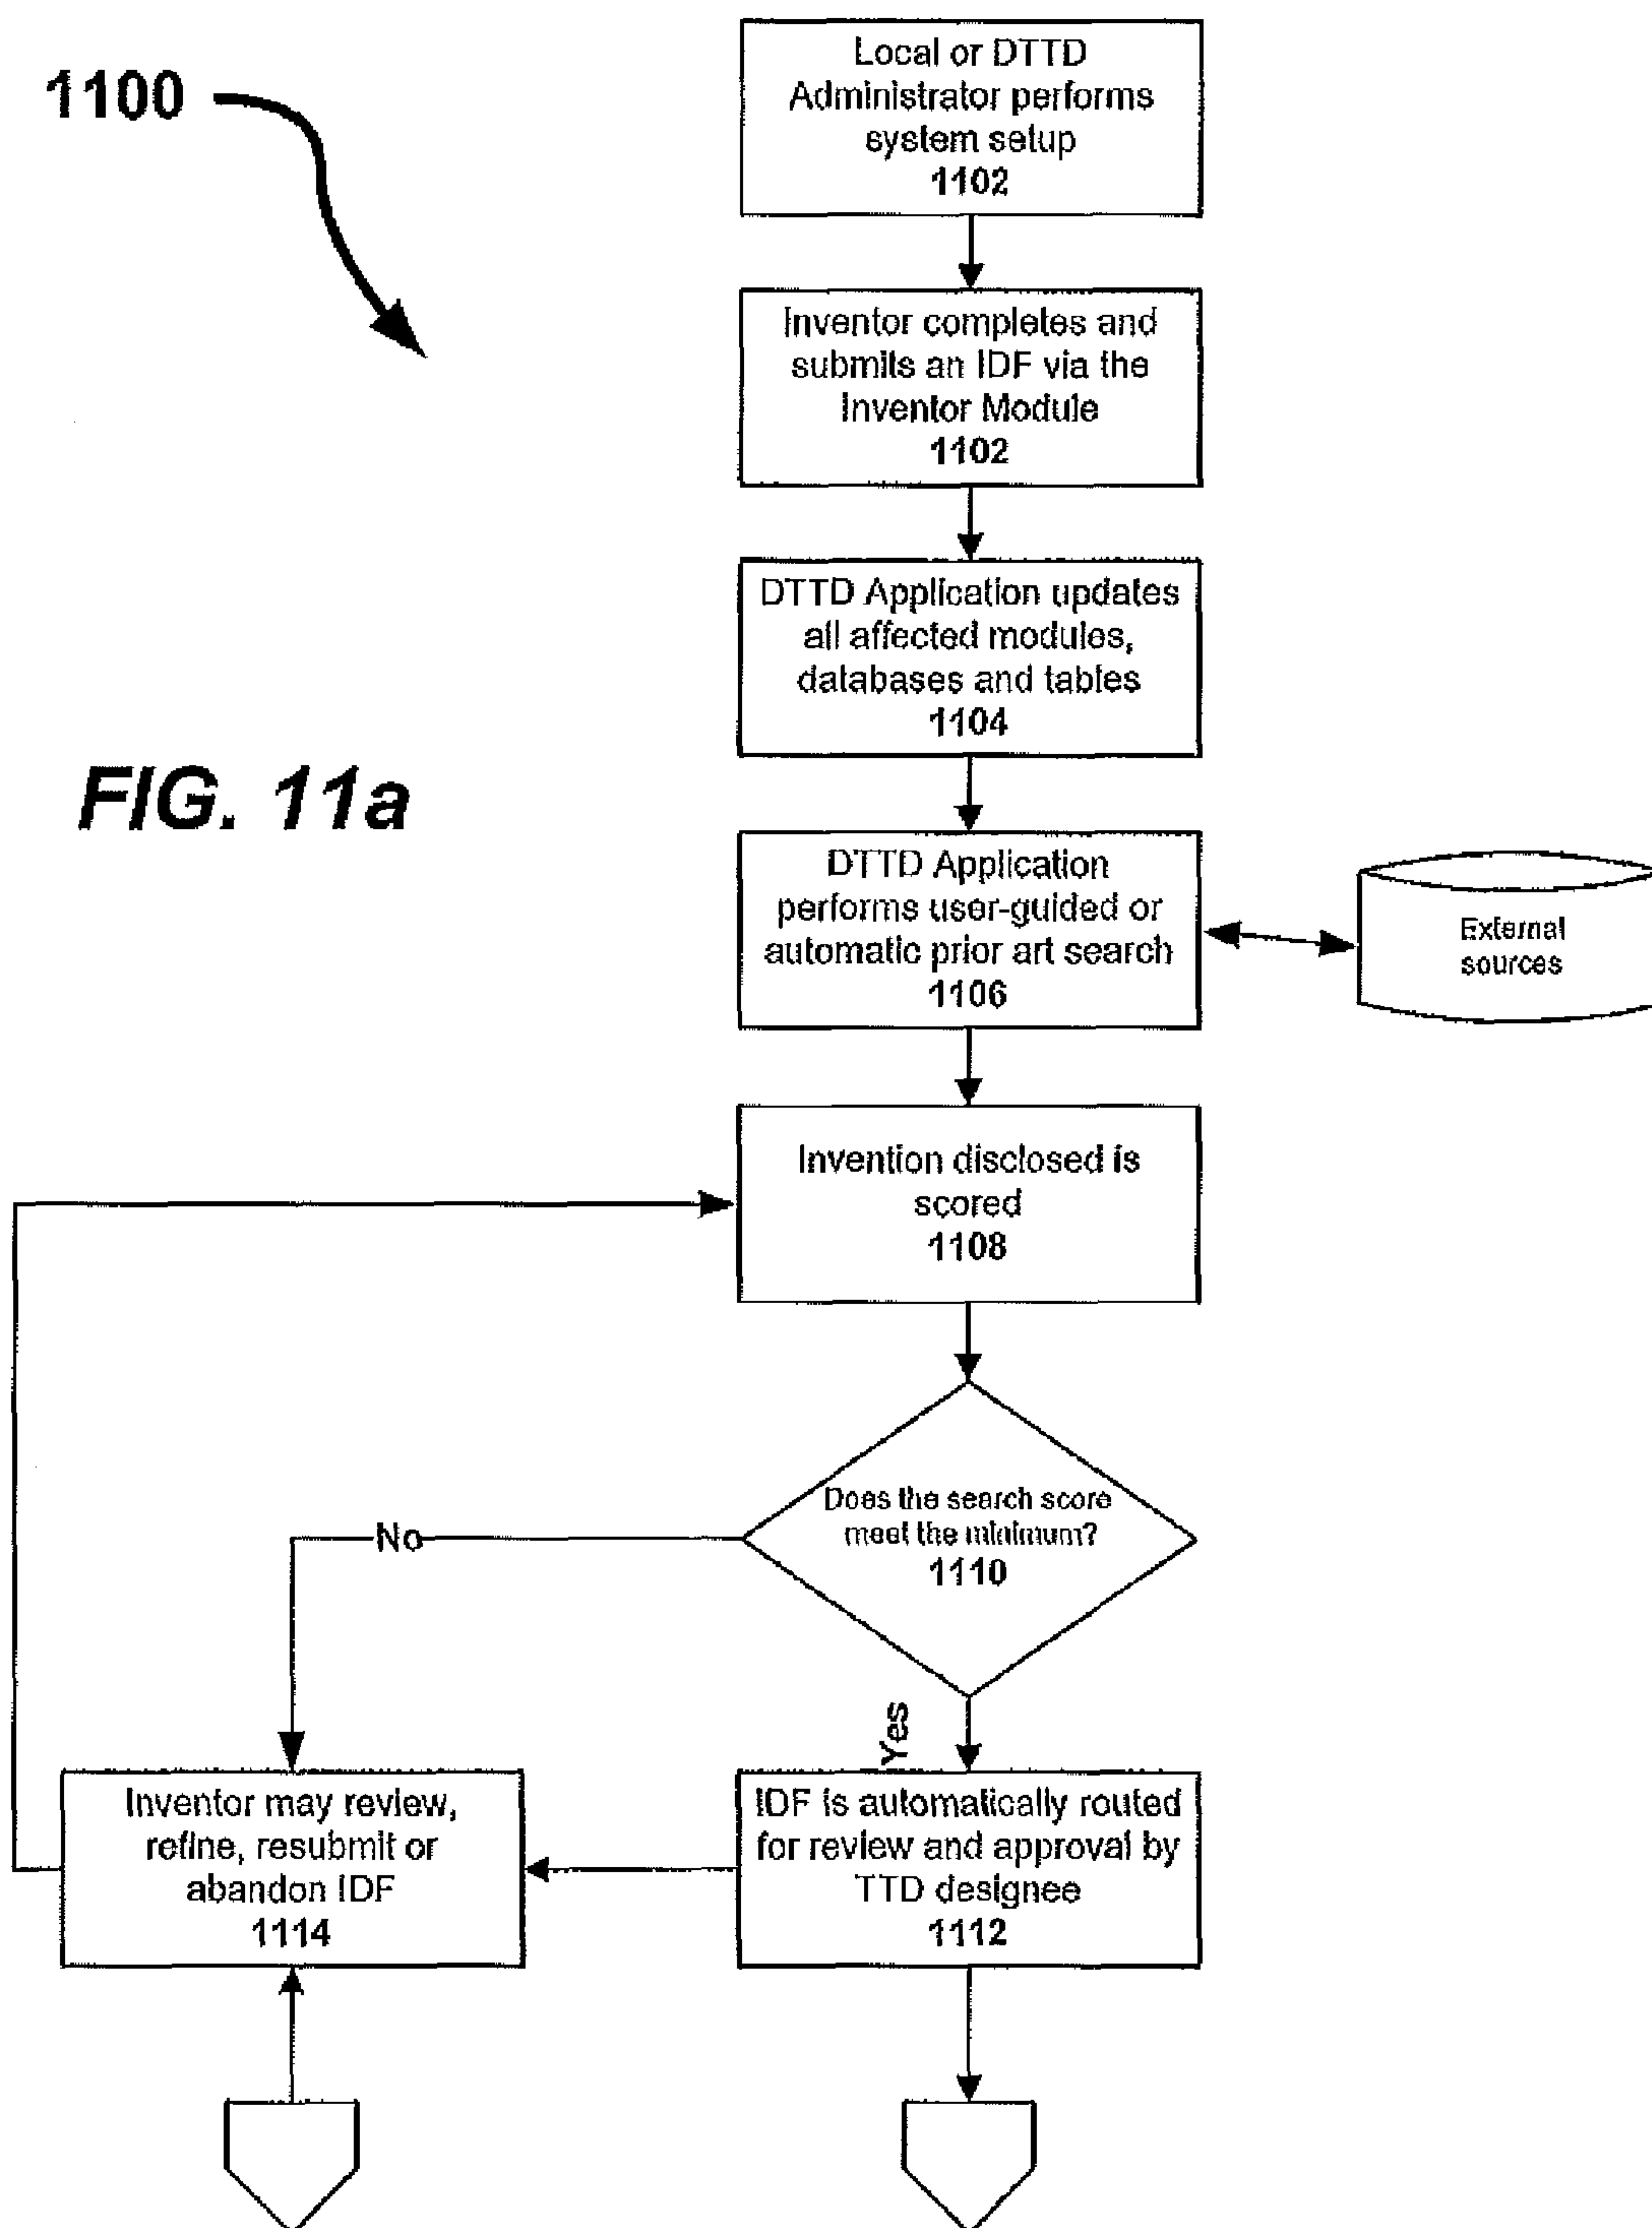 1100
Local or DTTD
Administrator performs
system setup
1102
Inventor completes and
submits an IDF via the
Inventor Module
1102
DTTD Application updates
all affected modules,
databases and tables
1104
FIG. 11a
DTTD Application
performs user-guided or
automatic prior art search
1106
External
sources
Invention disclosed is
scored
1108
Does the search score
meet the minimum?
1110
No
Yes
Inventor may review,
refine, resubmit or
abandon IDF
1114
IDF is automatically routed
for review and approval by
TTD designee
1112